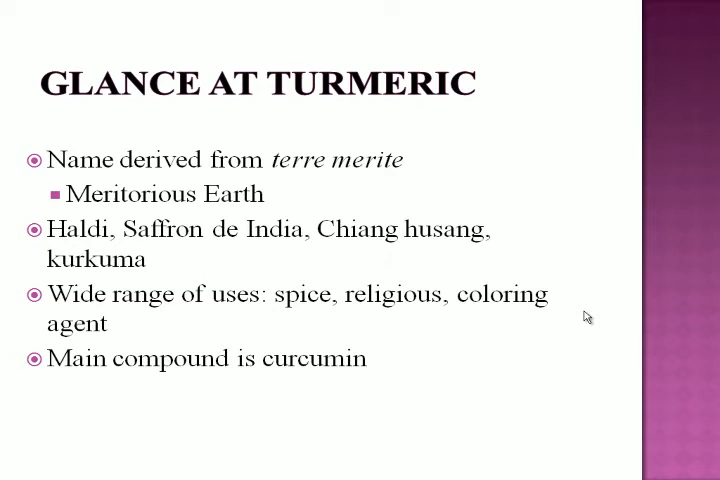 GLANCE AT TURMERIC
Name derived from terre merite
Meritorious Earth
Haldi, Saffron de India, Chiang husang,
kurkuma
Wide range of uses: spice, religious, coloring
agent
Main compound is curcumin